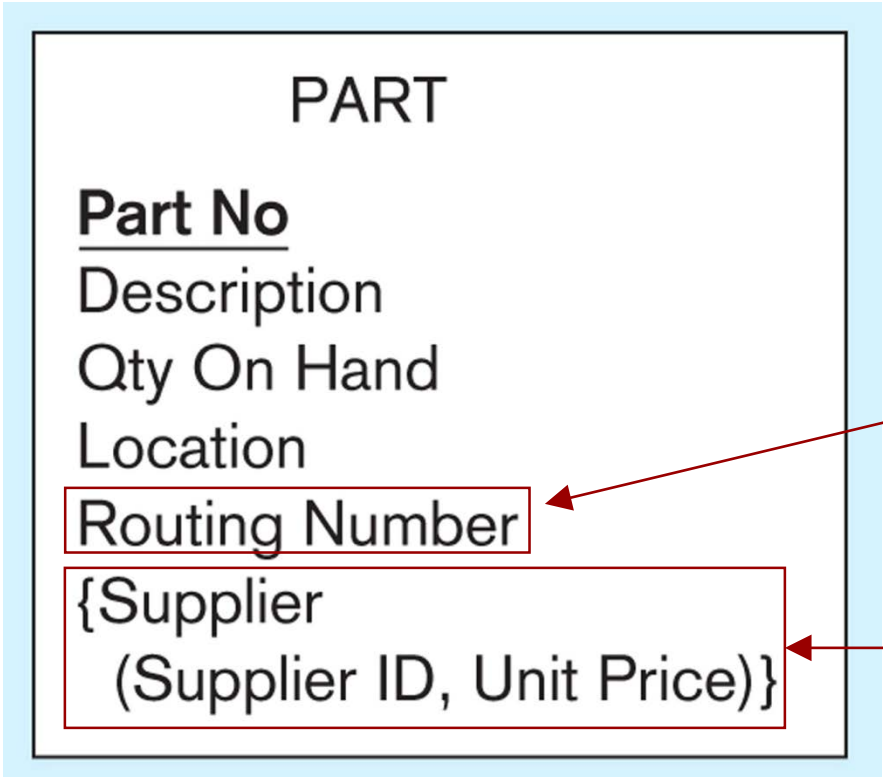 PART
Part No
Description
Qty On Hand
Location
Routing Number
{Supplier
(Supplier ID, Unit Price)}